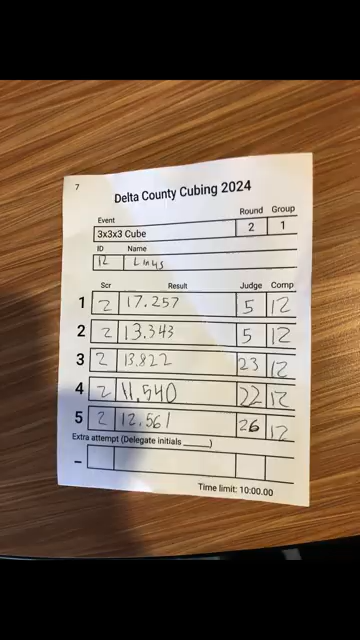 7
Delta County Cubing 2024
Event Round Group
3x3x3 Cube 2 1
ID Name
12 Linus
Scr Result Judge Comp
1 2 17.257 5 12
2 2 13.343 5 12
3 2 13.822 23 12
4 2 11.540 22 12
5 2 12.561 26 12
Extra attempt (Delegate initials ______)
–
Time limit: 10:00.00